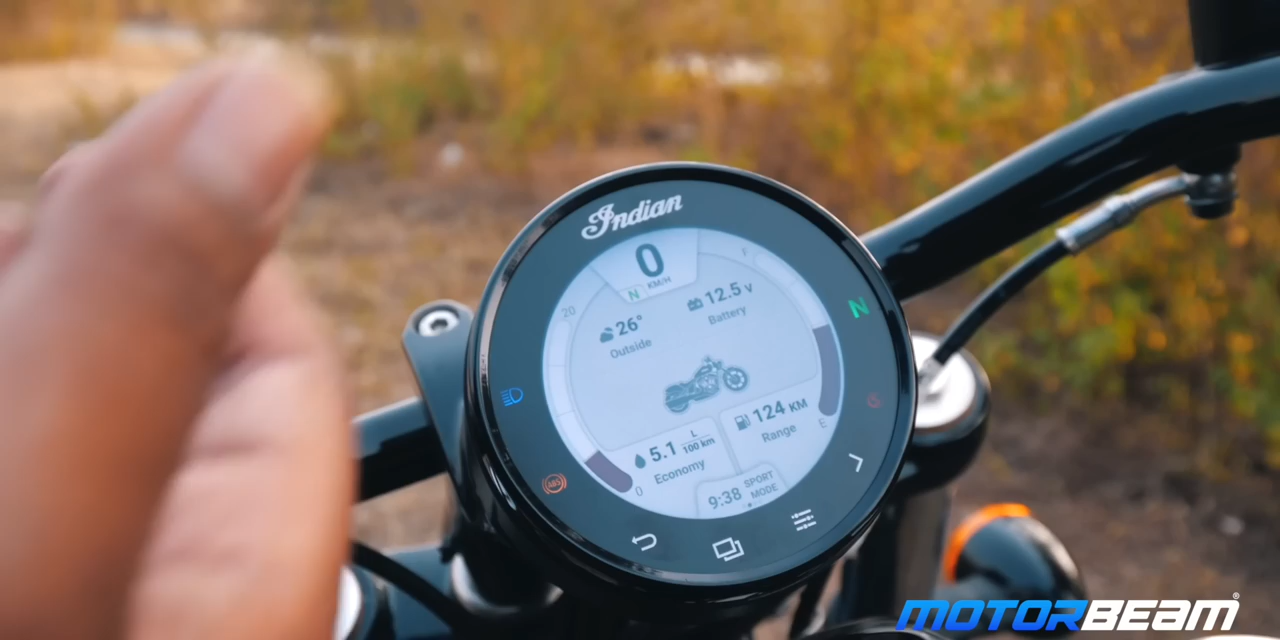 Indian
0
KM/H
N
F
20
12.5 V
Battery
26°
Outside
N
124 KM
Range
E
5.1 L
100 km
Economy
0
9:38 SPORT
MODE
ABS
MOTORBEAM®